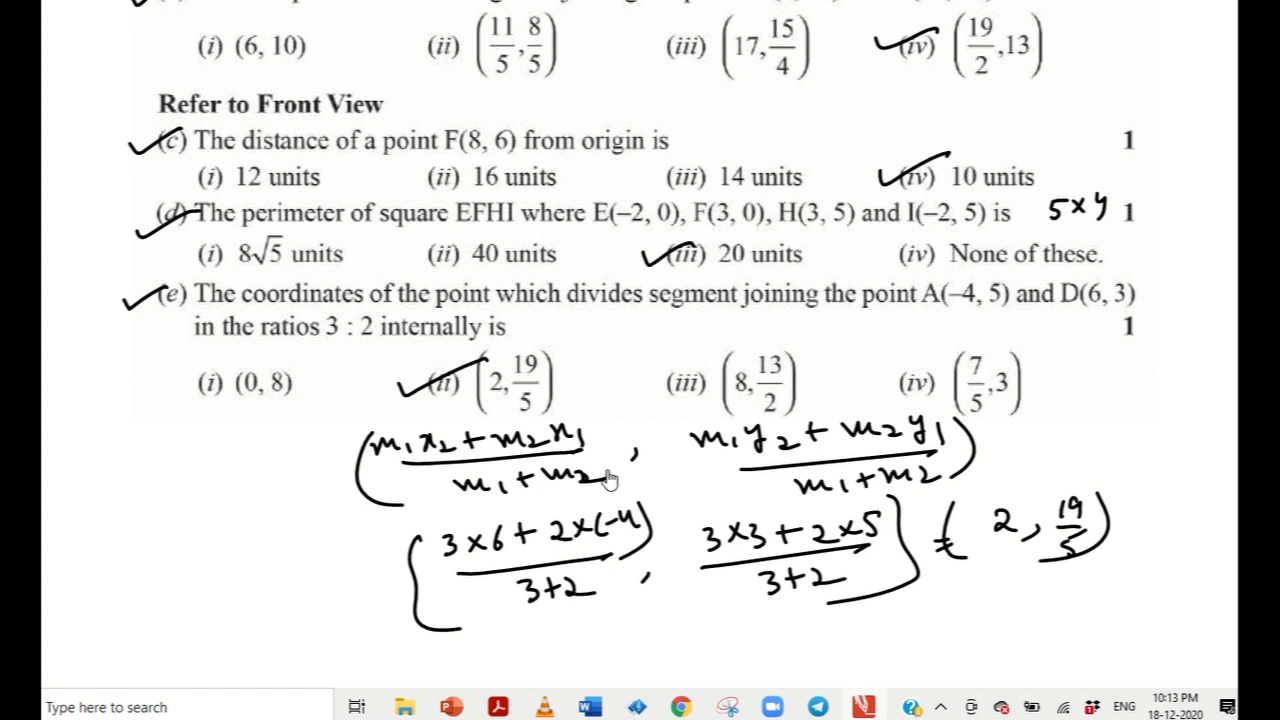 (i) (6, 10) (ii) (11/5, 8/5) (iii) (17, 15/4) (iv) (19/2, 13)
Refer to Front View
(c) The distance of a point F(8, 6) from origin is 1
(i) 12 units (ii) 16 units (iii) 14 units (iv) 10 units
(d) The perimeter of square EFHI where E(–2, 0), F(3, 0), H(3, 5) and I(–2, 5) is 5×4 1
(i) 8√5 units (ii) 40 units (iii) 20 units (iv) None of these.
(e) The coordinates of the point which divides segment joining the point A(–4, 5) and D(6, 3)
in the ratios 3 : 2 internally is 1
(i) (0, 8) (ii) (2, 19/5) (iii) (8, 13/2) (iv) (7/5, 3)
(m₁x₂ + m₂x₁ / m₁ + m₂ , m₁y₂ + m₂y₁ / m₁ + m₂)
{3×6 + 2×(-4) / 3+2 , 3×3 + 2×5 / 3+2} = (2, 19/5)
Type here to search ENG 10:13 PM
18-12-2020